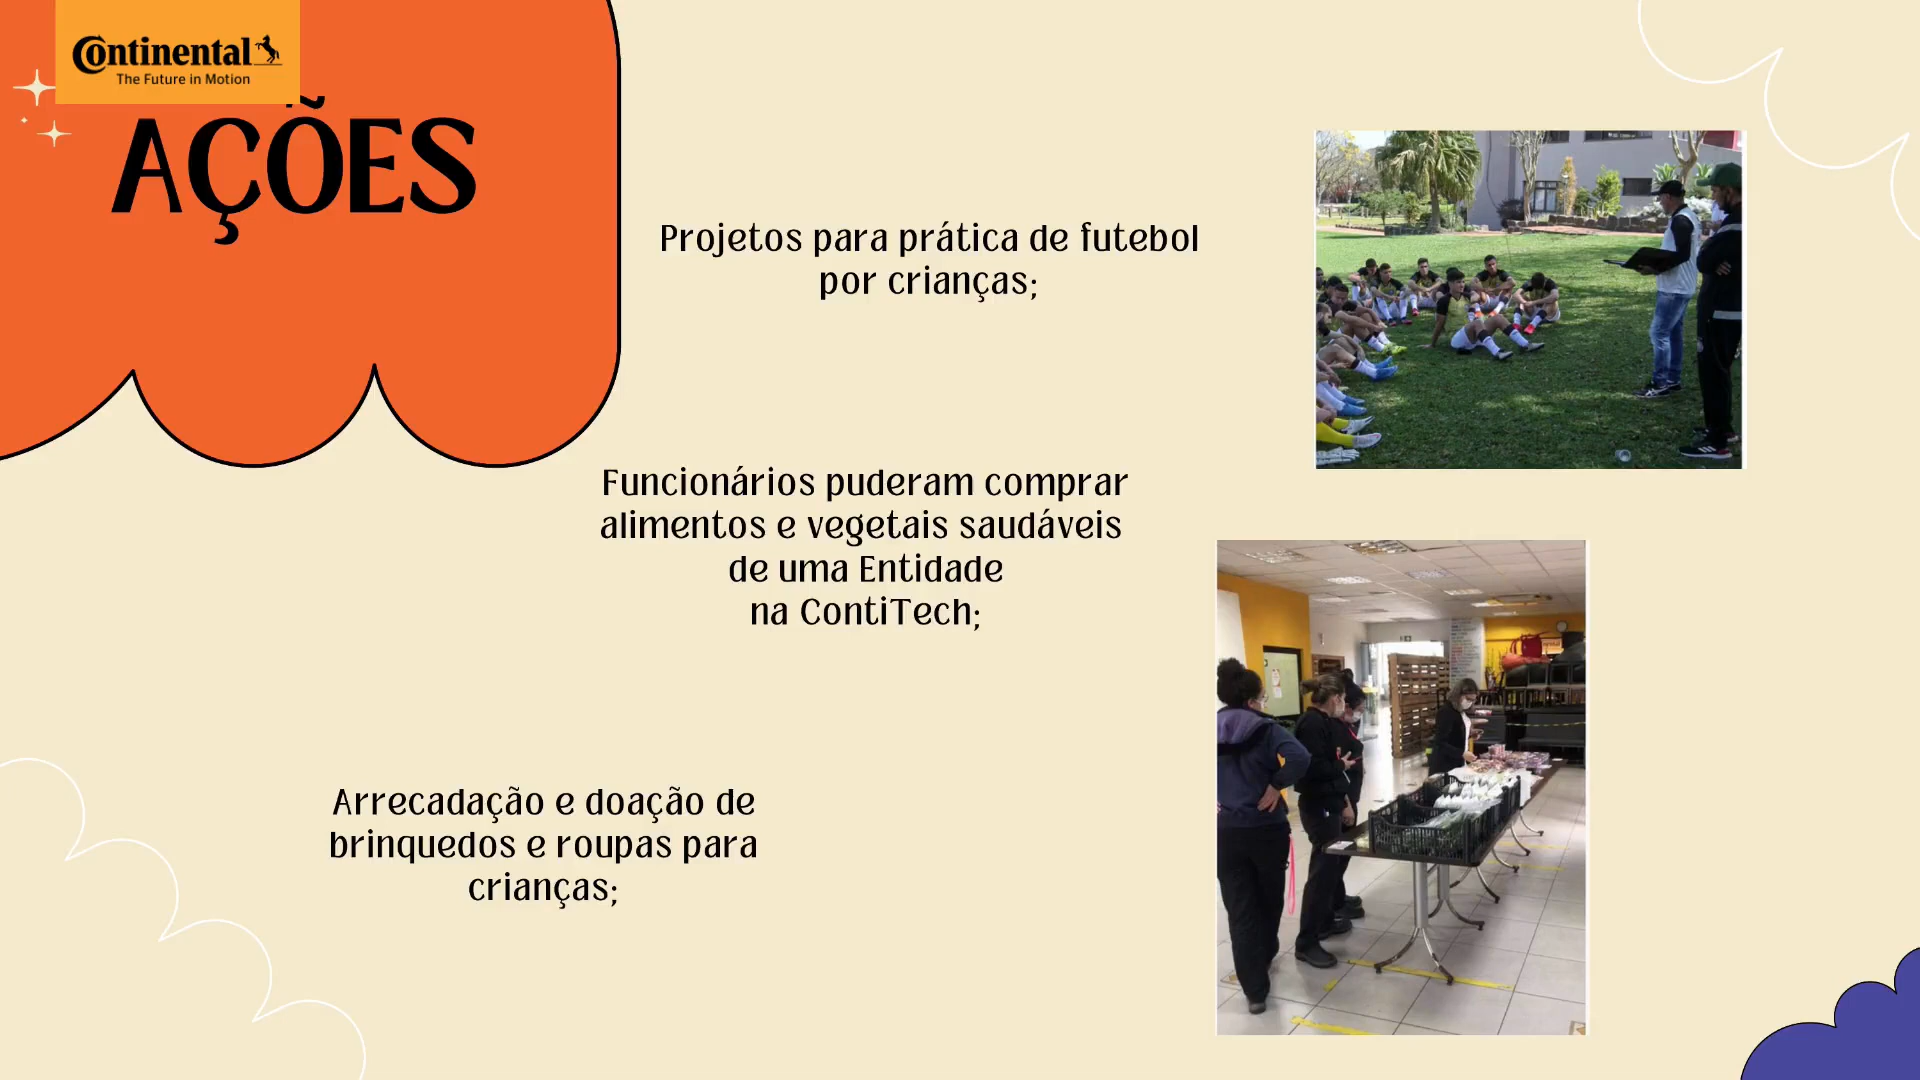 Continental
The Future in Motion
AÇÕES
Projetos para prática de futebol
por crianças;
Funcionários puderam comprar
alimentos e vegetais saudáveis
de uma Entidade
na ContiTech;
Arrecadação e doação de
brinquedos e roupas para
crianças;